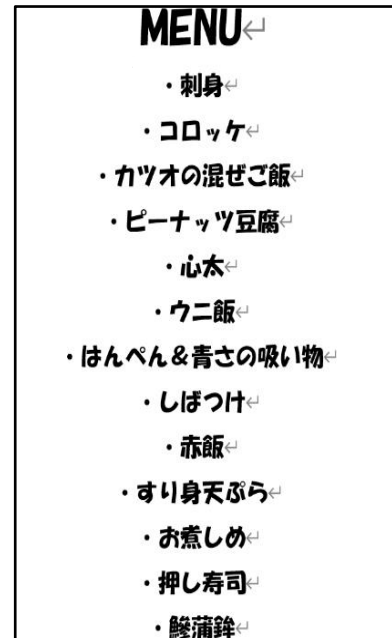 MENU
・刺身
・コロッケ
・カツオの混ぜご飯
・ピーナッツ豆腐
・心太
・ウニ飯
・はんぺん＆青さの吸い物
・しばつけ
・赤飯
・すり身天ぷら
・お煮しめ
・押し寿司
・鯵蒲鉾